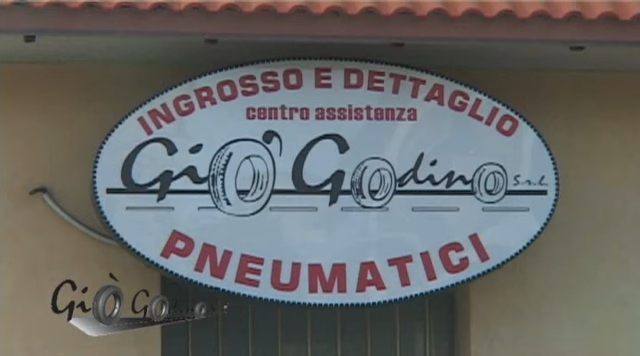 INGROSSO E DETTAGLIO
centro assistenza
Giò Godino s.r.l.
PNEUMATICI
Giò Godino